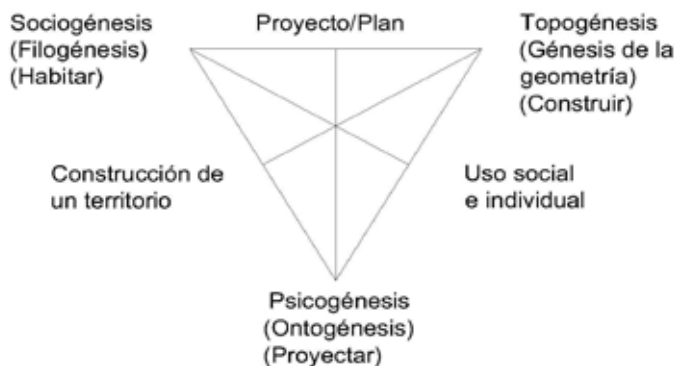 Sociogénesis
(Filogénesis)
(Habitar)
Proyecto/Plan
Topogénesis
(Génesis de la
geometría)
(Construir)
Construcción de
un territorio
Uso social
e individual
Psicogénesis
(Ontogénesis)
(Proyectar)